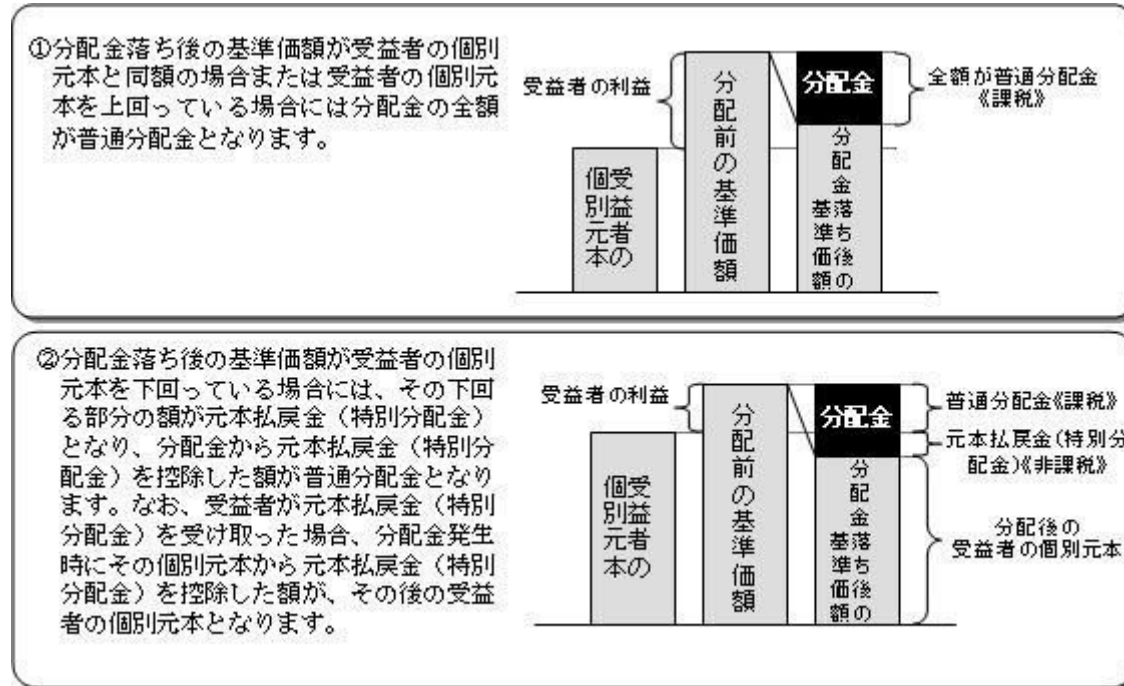 ①分配金落ち後の基準価額が受益者の個別
元本と同額の場合または受益者の個別元
本を上回っている場合には分配金の全額
が普通分配金となります。
受益者の利益
受益者の
個別元本
分配前の基準価額
分配金
分配金落ち後の
基準価額
全額が普通分配金
《課税》
②分配金落ち後の基準価額が受益者の個別
元本を下回っている場合には、その下回
る部分の額が元本払戻金（特別分配金）
となり、分配金から元本払戻金（特別分
配金）を控除した額が普通分配金となり
ます。なお、受益者が元本払戻金（特別
分配金）を受け取った場合、分配金発生
時にその個別元本から元本払戻金（特別
分配金）を控除した額が、その後の受益
者の個別元本となります。
受益者の利益
受益者の
個別元本
分配前の基準価額
分配金
分配金落ち後の
基準価額
普通分配金《課税》
元本払戻金(特別分
配金)《非課税》
分配後の
受益者の個別元本